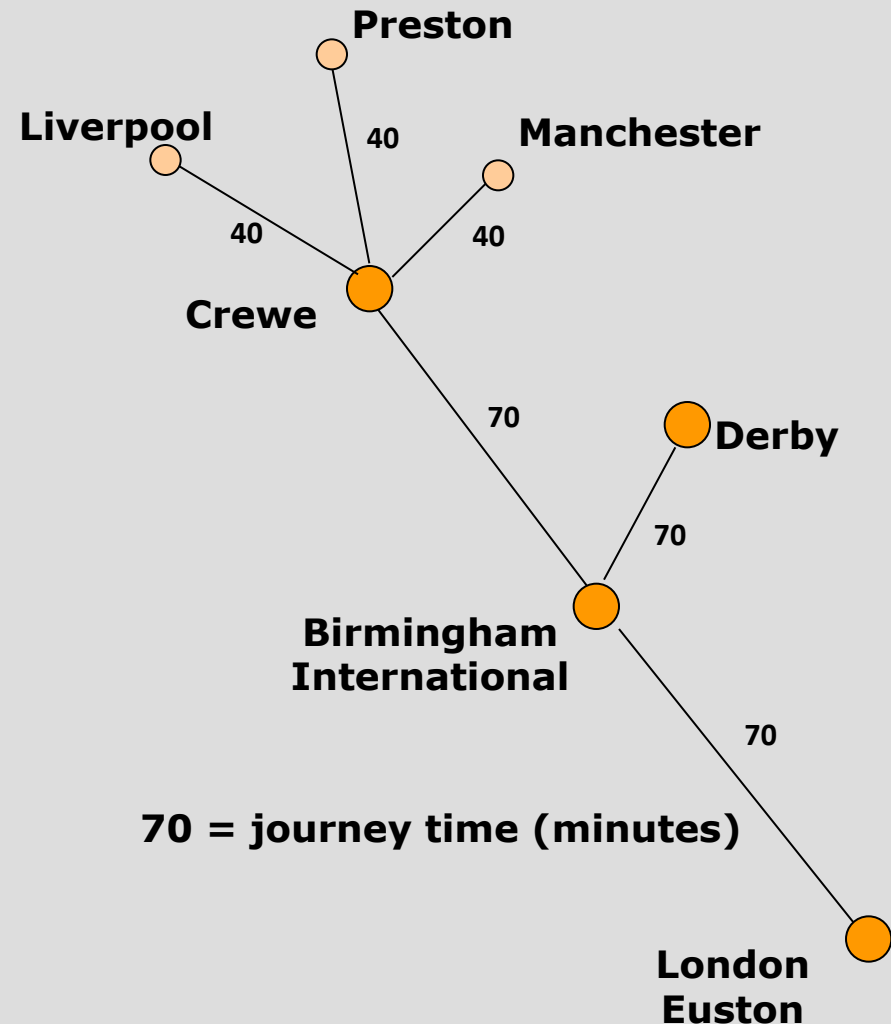 Preston
Liverpool
40
Manchester
40
40
Crewe
70
Derby
70
Birmingham
International
70
70 = journey time (minutes)
London
Euston